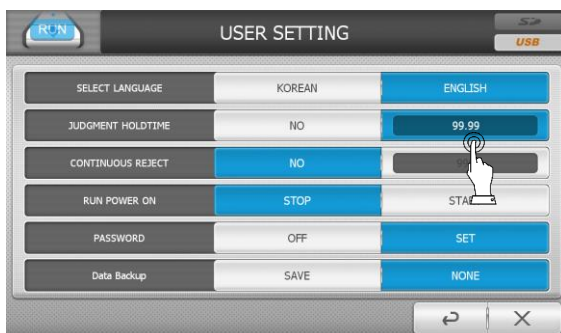 RUN
USER SETTING
SD
USB
SELECT LANGUAGE KOREAN ENGLISH
JUDGMENT HOLDTIME NO 99.99
CONTINUOUS REJECT NO
RUN POWER ON STOP
PASSWORD OFF SET
Data Backup SAVE NONE